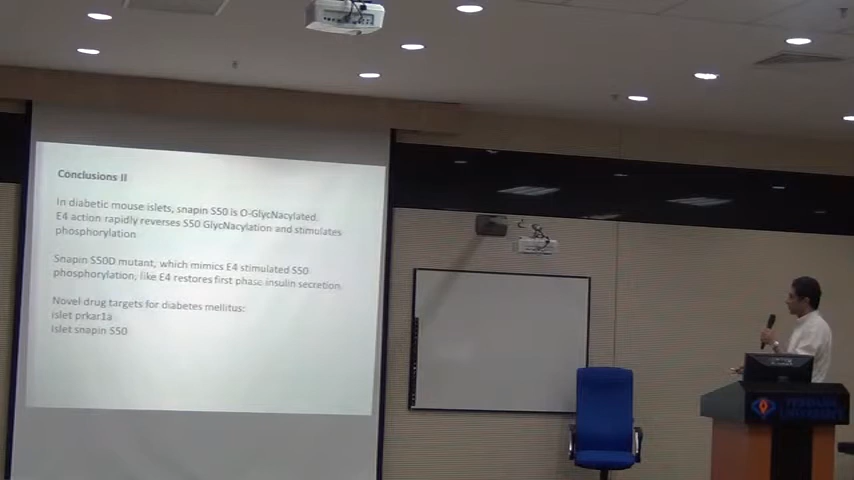 Conclusions II
In diabetic mouse islets, snapin S50 is O-GlycNacylated.
E4 action rapidly reverses S50 GlycNacylation and stimulates
phosphorylation
Snapin S50D mutant, which mimics E4 stimulated S50
phosphorylation, like E4 restores first phase insulin secretion.
Novel drug targets for diabetes mellitus:
islet prkar1a
Islet snapin S50
UNIVERSITY